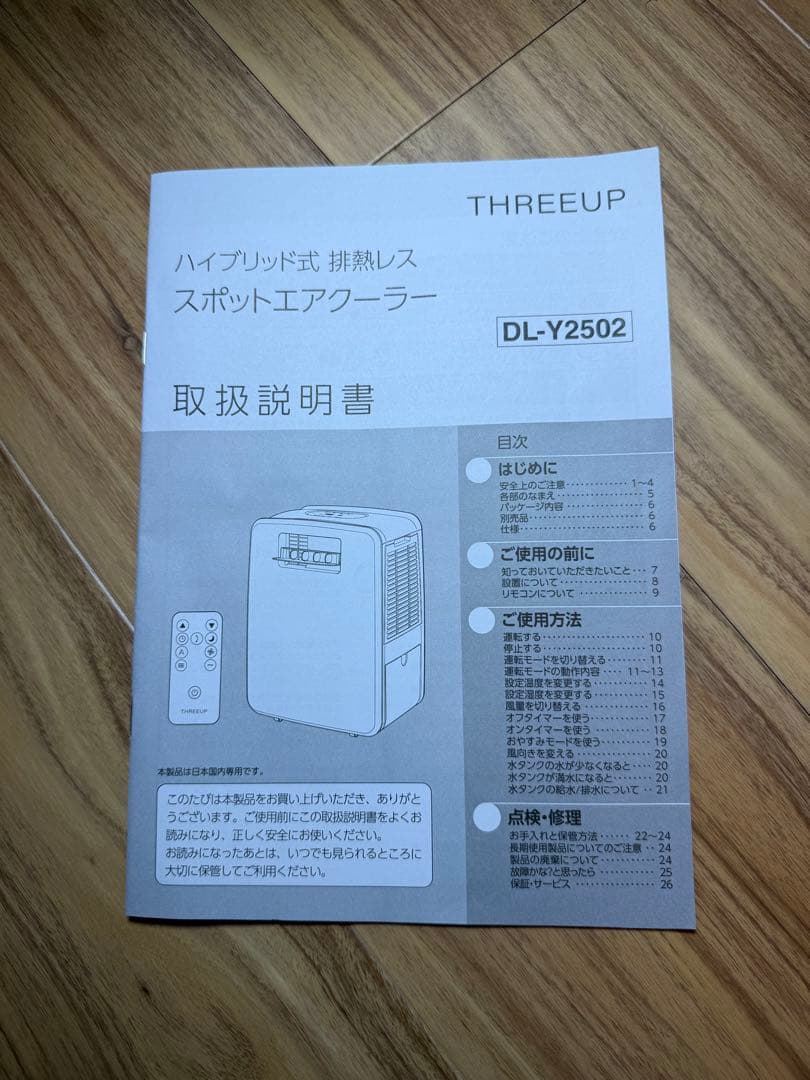 THREEUP
ハイブリッド式 排熱レス
スポットエアクーラー
DL-Y2502
取扱説明書
目次
はじめに
安全上のご注意············1～4
各部のなまえ···············5
パッケージ内容·············6
別売品····················6
仕様······················6
ご使用の前に
知っておいていただきたいこと···7
設置について···············8
リモコンについて············9
ご使用方法
運転する··················10
停止する··················10
運転モードを切り替える·······11
運転モードの動作内容····11～13
設定温度を変更する··········14
設定湿度を変更する··········15
風量を切り替える············16
オフタイマーを使う··········17
オンタイマーを使う··········18
おやすみモードを使う·········19
風向きを変える·············20
水タンクの水が少なくなると····20
水タンクが満水になると·······20
水タンクの給水/排水について··21
点検・修理
お手入れと保管方法······22～24
長期使用製品についてのご注意··24
製品の廃棄について··········24
故障かな?と思ったら·········25
保証・サービス·············26
A
THREEUP
本製品は日本国内専用です。
このたびは本製品をお買い上げいただき、ありがと
うございます。ご使用前にこの取扱説明書をよくお
読みになり、正しく安全にお使いください。
お読みになったあとは、いつでも見られるところに
大切に保管してご利用ください。